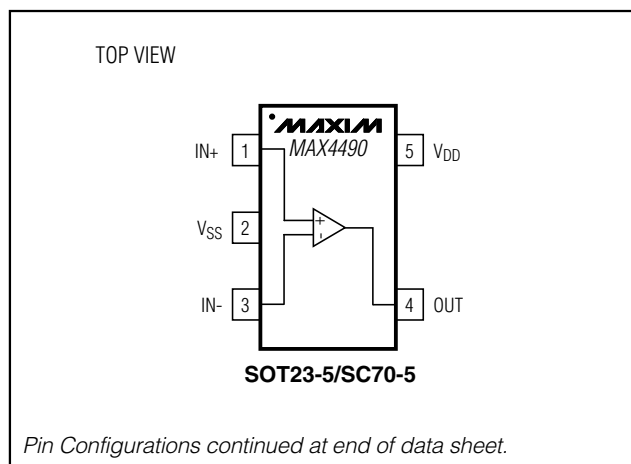 TOP VIEW
MAXIM
MAX4490
IN+ 1
5 VDD
VSS 2
+
-
IN- 3
4 OUT
SOT23-5/SC70-5
Pin Configurations continued at end of data sheet.